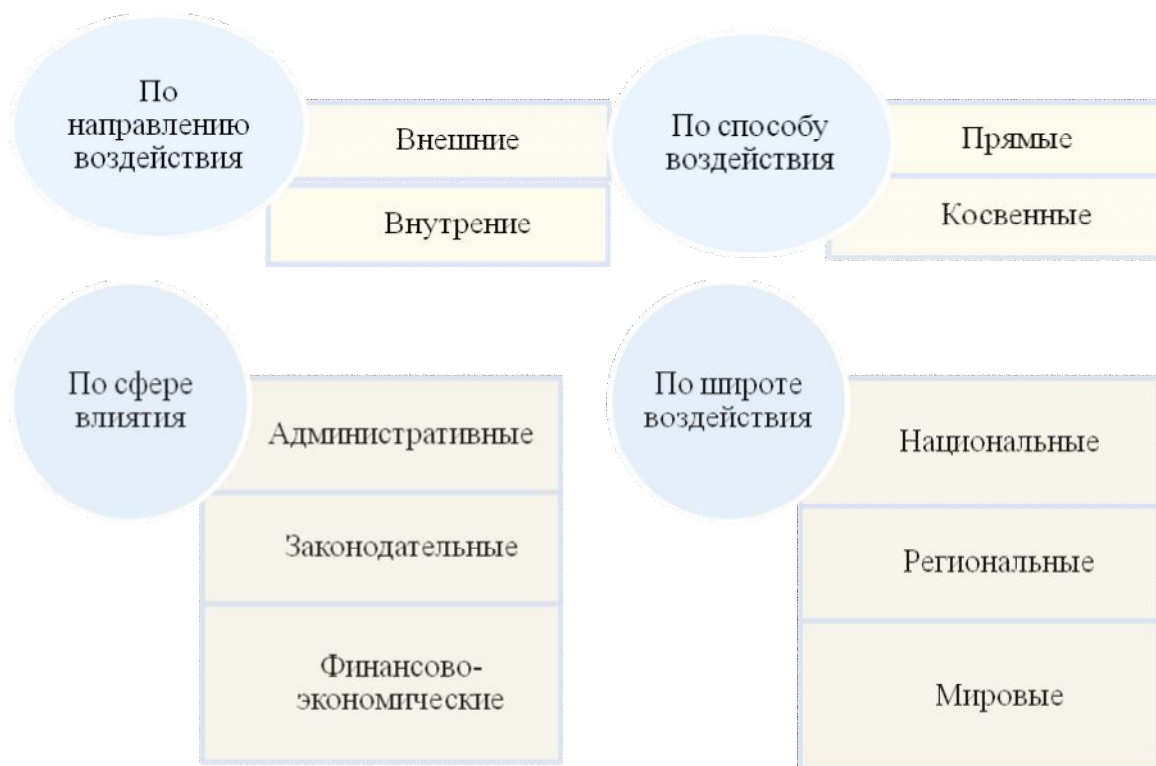 По
направлению
воздействия
Внешние
Внутрение
По способу
воздействия
Прямые
Косвенные
По сфере
влияния
Административные
Законодательные
Финансово-
экономические
По широте
воздействия
Национальные
Региональные
Мировые